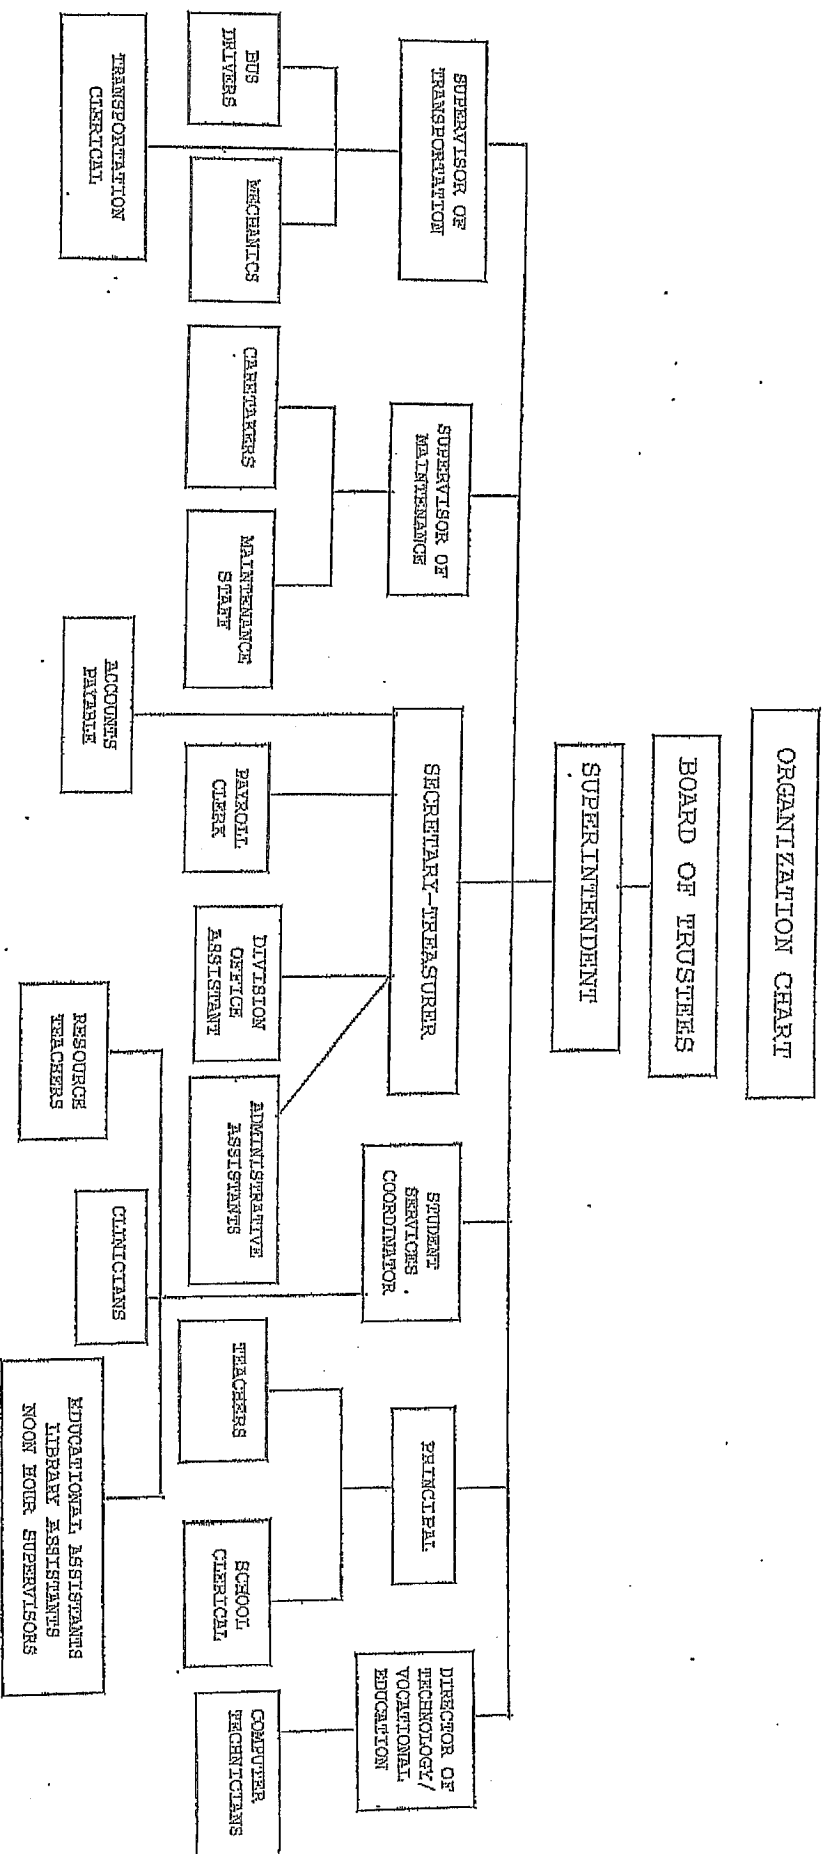 ORGANIZATION CHART
BOARD OF TRUSTEES
SUPERINTENDENT
SUPERVISOR OF
TRANSPORTATION
SUPERVISOR OF
MAINTENANCE
SECRETARY-TREASURER
STUDENT
SERVICES
COORDINATOR
PRINCIPAL
DIRECTOR OF
TECHNOLOGY/
VOCATIONAL
EDUCATION
BUS
DRIVERS
MECHANICS
CARETAKERS
MAINTENANCE
STAFF
PAYROLL
CLERK
DIVISION
OFFICE
ASSISTANT
ADMINISTRATIVE
ASSISTANTS
TEACHERS
SCHOOL
CLERICAL
COMPUTER
TECHNICIANS
TRANSPORTATION
CLERICAL
ACCOUNTS
PAYABLE
RESOURCE
TEACHERS
CLINICIANS
EDUCATIONAL ASSISTANTS
LIBRARY ASSISTANTS
NOON HOUR SUPERVISORS